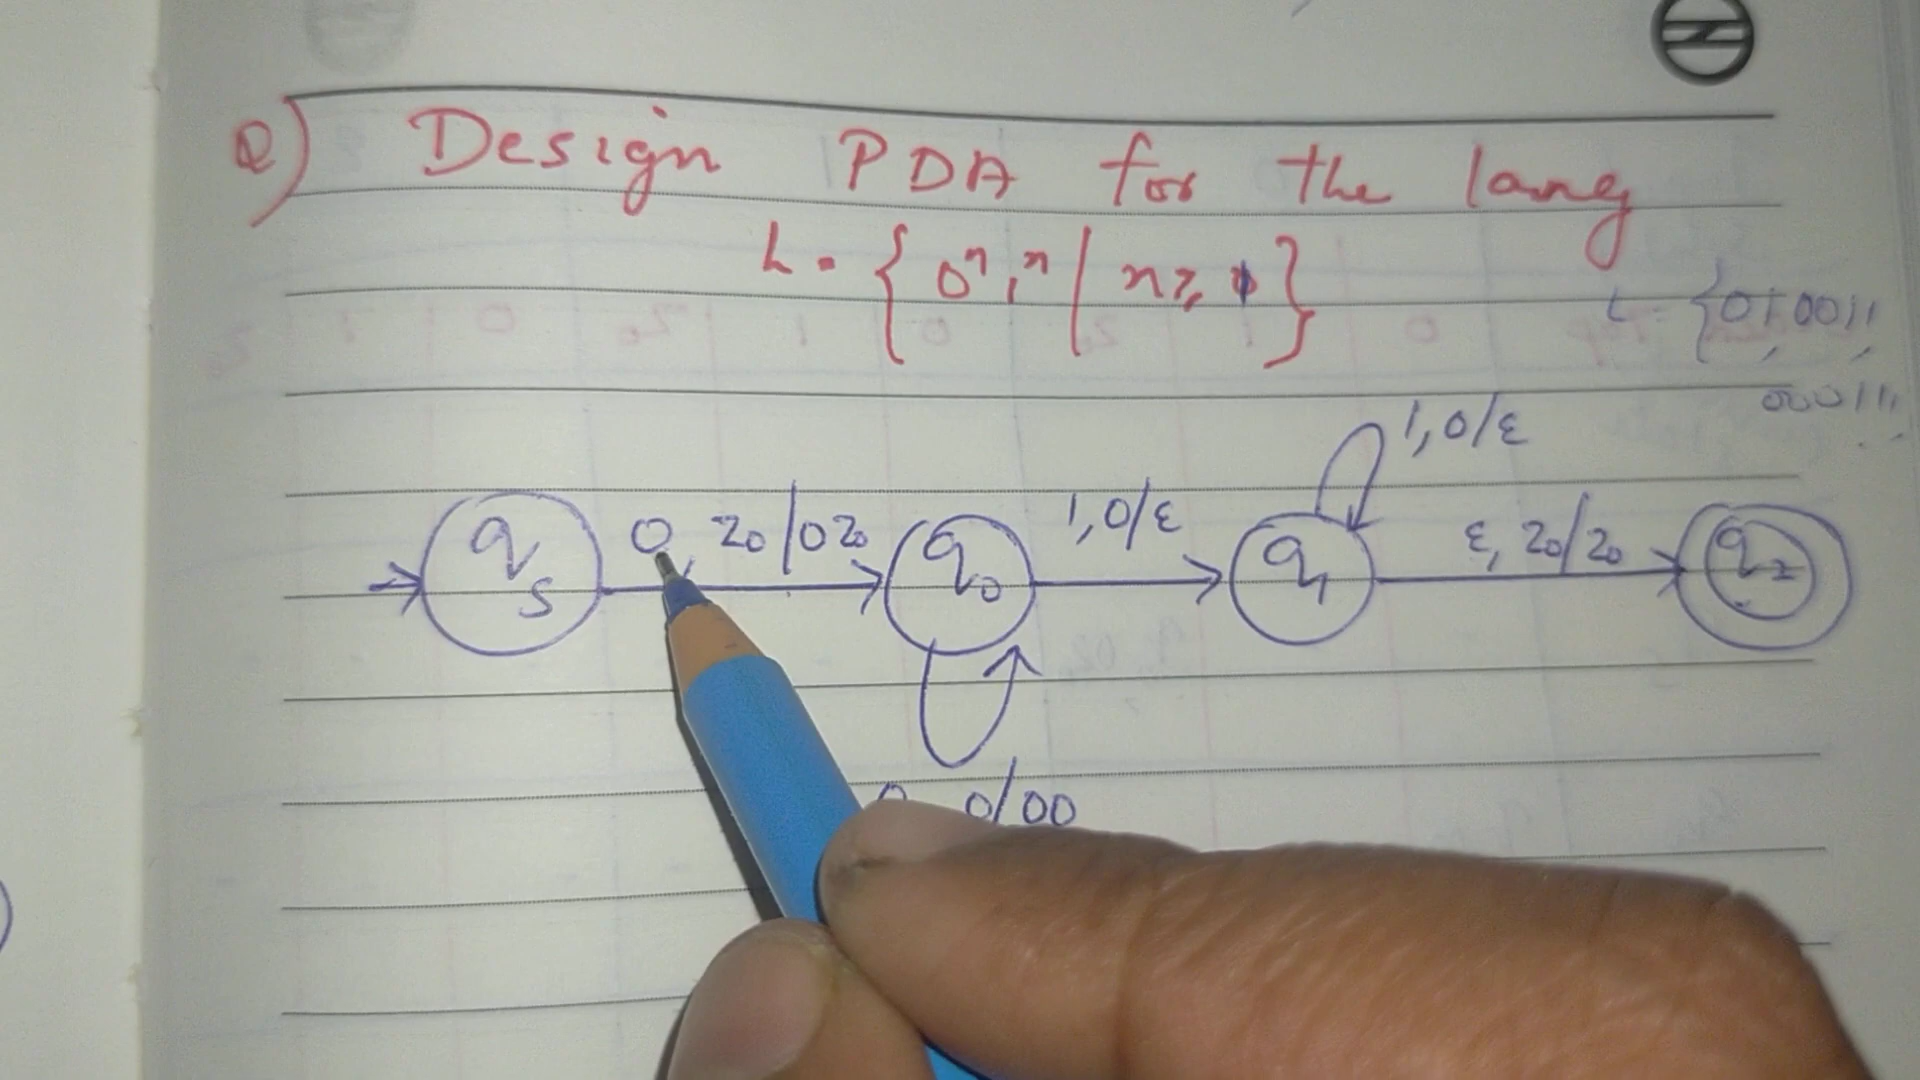 Q) Design PDA for the lang
L = {0ⁿ1ⁿ | n ≥ 1}
L = {01, 0011,
000111,
1,0/ε
qs 0, z0/0z0 q0 1,0/ε q1 ε, z0/z0 q2
0, 0/00